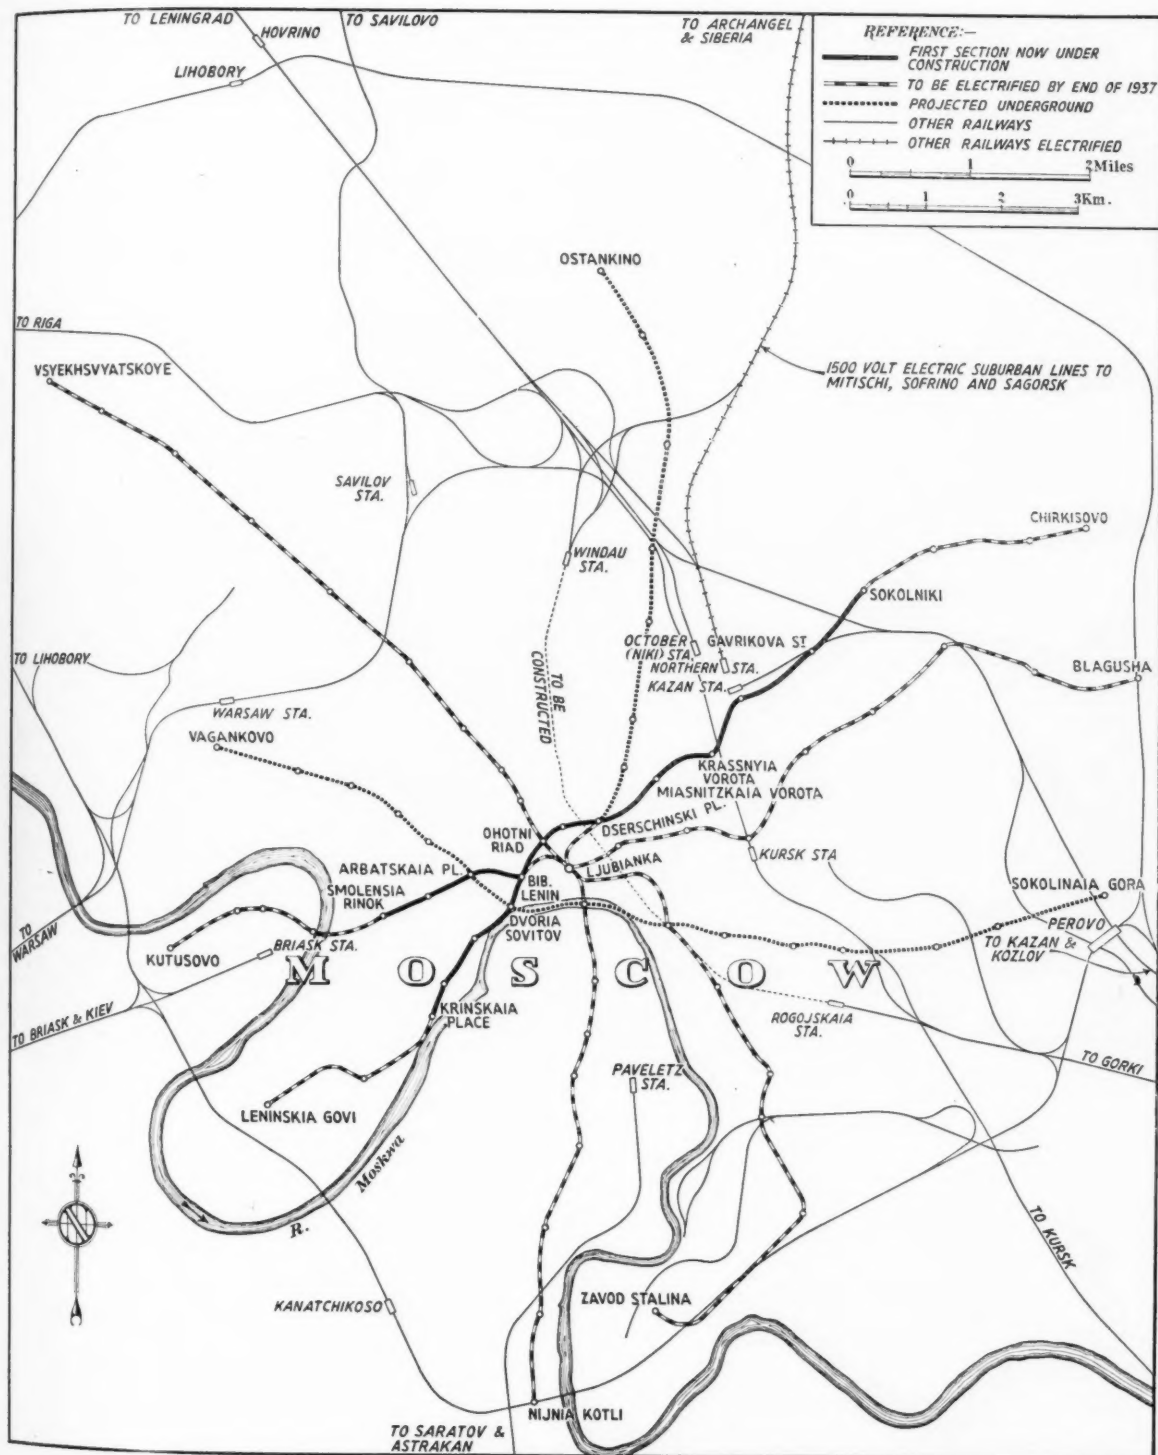 TO LENINGRAD
TO SAVILOVO
HOVRINO
LIHOBORY
TO ARCHANGEL
& SIBERIA
REFERENCE:—
FIRST SECTION NOW UNDER
CONSTRUCTION
TO BE ELECTRIFIED BY END OF 1937
PROJECTED UNDERGROUND
OTHER RAILWAYS
OTHER RAILWAYS ELECTRIFIED
0 1 2 Miles
0 1 2 3 Km.
OSTANKINO
TO RIGA
VSYEKHSVYATSKOYE
1500 VOLT ELECTRIC SUBURBAN LINES TO
MITISCHI, SOFRINO AND SAGORSK
SAVILOV
STA.
CHIRKISOVO
WINDAU
STA.
SOKOLNIKI
OCTOBER
(NIKI) STA.
GAVRIKOVA ST
NORTHERN STA.
KAZAN STA.
TO LIHOBORY
BLAGUSHA
TO BE
CONSTRUCTED
WARSAW STA.
VAGANKOVO
KRASSNYIA
VOROTA
MIASNITZKAIA VOROTA
DSERSCHINSKI PL.
OHOTNI
RIAD
LJUBIANKA
KURSK STA
ARBATSKAIA PL.
SMOLENSIA
RINOK
BIB.
LENIN
DVORIA
SOVITOV
SOKOLINAIA GORA
PEROVO
TO KAZAN &
KOZLOV
TO
WARSAW
KUTUSOVO
BRIASK STA.
MOSCOW
TO BRIASK & KIEV
KRINSKAIA
PLACE
ROGOJSKAIA
STA.
TO GORKI
PAVELETZ
STA.
LENINSKIA GOVI
R. Moskwa
TO KURSK
KANATCHIKOSO
ZAVOD STALINA
NIJNIA KOTLI
TO SARATOV &
ASTRAKAN